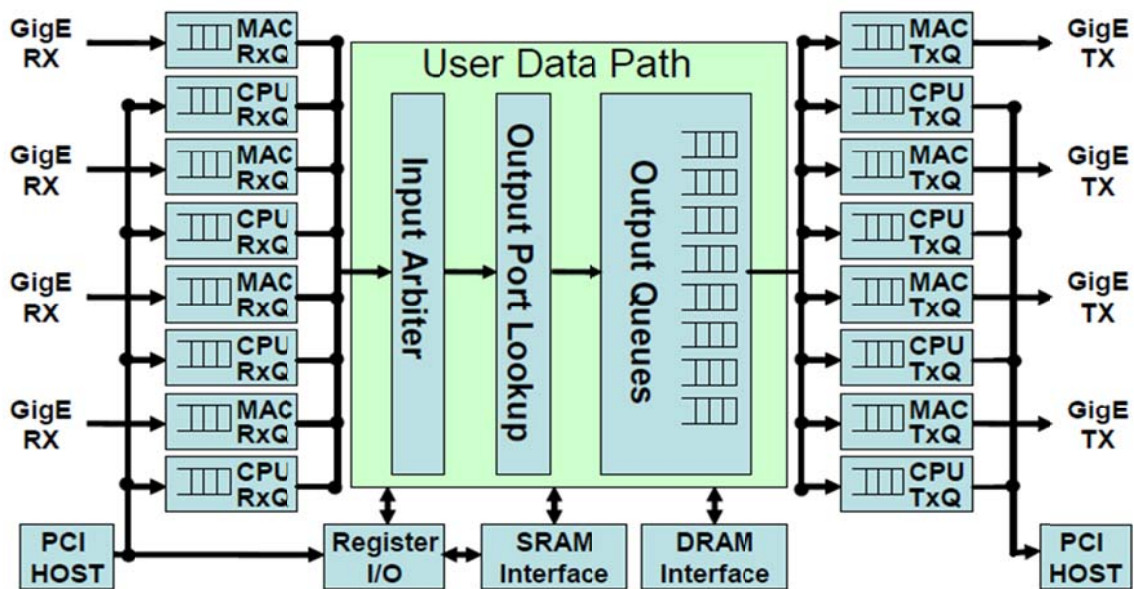 GigE
RX
MAC
RxQ
CPU
RxQ
GigE
RX
MAC
RxQ
CPU
RxQ
GigE
RX
MAC
RxQ
CPU
RxQ
GigE
RX
MAC
RxQ
CPU
RxQ
PCI
HOST
User Data Path
Input Arbiter
Output Port Lookup
Output Queues
Register
I/O
SRAM
Interface
DRAM
Interface
MAC
TxQ
GigE
TX
CPU
TxQ
MAC
TxQ
GigE
TX
CPU
TxQ
MAC
TxQ
GigE
TX
CPU
TxQ
MAC
TxQ
GigE
TX
CPU
TxQ
PCI
HOST